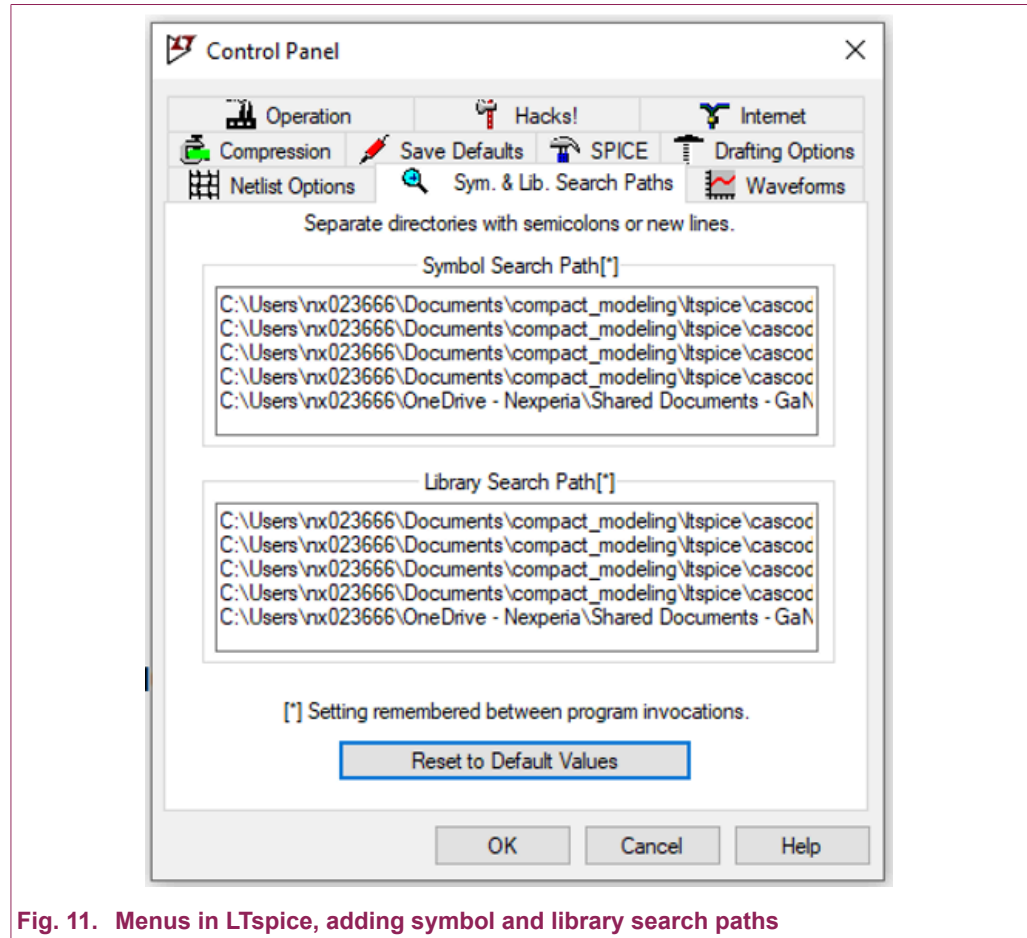 Control Panel
Operation Hacks! Internet
Compression Save Defaults SPICE Drafting Options
Netlist Options Sym. & Lib. Search Paths Waveforms
Separate directories with semicolons or new lines.
Symbol Search Path[*]
C:\Users\nx023666\Documents\compact_modeling\ltspice\cascod
C:\Users\nx023666\Documents\compact_modeling\ltspice\cascod
C:\Users\nx023666\Documents\compact_modeling\ltspice\cascod
C:\Users\nx023666\Documents\compact_modeling\ltspice\cascod
C:\Users\nx023666\OneDrive - Nexperia\Shared Documents - GaN
Library Search Path[*]
C:\Users\nx023666\Documents\compact_modeling\ltspice\cascod
C:\Users\nx023666\Documents\compact_modeling\ltspice\cascod
C:\Users\nx023666\Documents\compact_modeling\ltspice\cascod
C:\Users\nx023666\Documents\compact_modeling\ltspice\cascod
C:\Users\nx023666\OneDrive - Nexperia\Shared Documents - GaN
[*] Setting remembered between program invocations.
Reset to Default Values
OK Cancel Help
Fig. 11. Menus in LTspice, adding symbol and library search paths